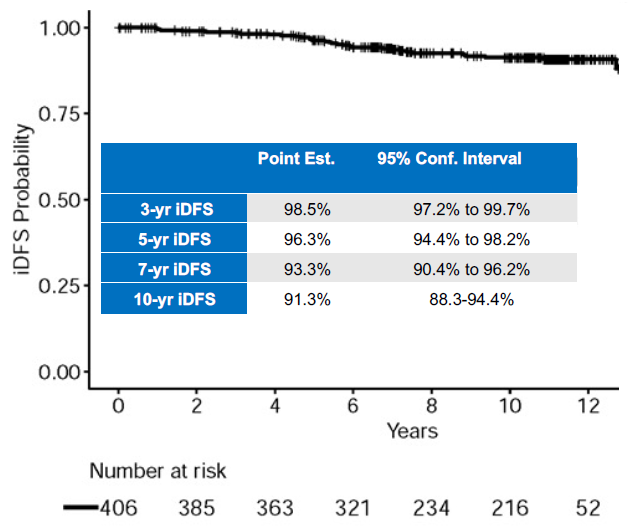 1.00
0.75
0.50
0.25
0.00
iDFS Probability
Point Est. 95% Conf. Interval
3-yr iDFS 98.5% 97.2% to 99.7%
5-yr iDFS 96.3% 94.4% to 98.2%
7-yr iDFS 93.3% 90.4% to 96.2%
10-yr iDFS 91.3% 88.3-94.4%
0 2 4 6 8 10 12
Years
Number at risk
406 385 363 321 234 216 52